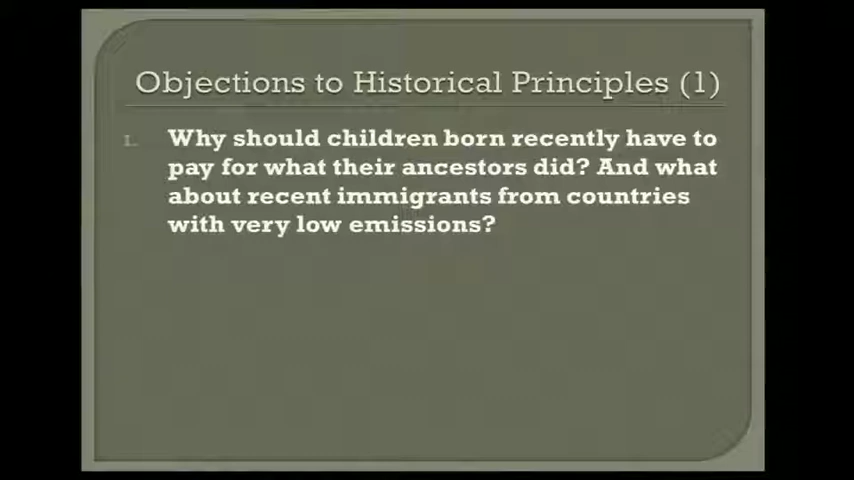 Objections to Historical Principles (1)
1. Why should children born recently have to
pay for what their ancestors did? And what
about recent immigrants from countries
with very low emissions?